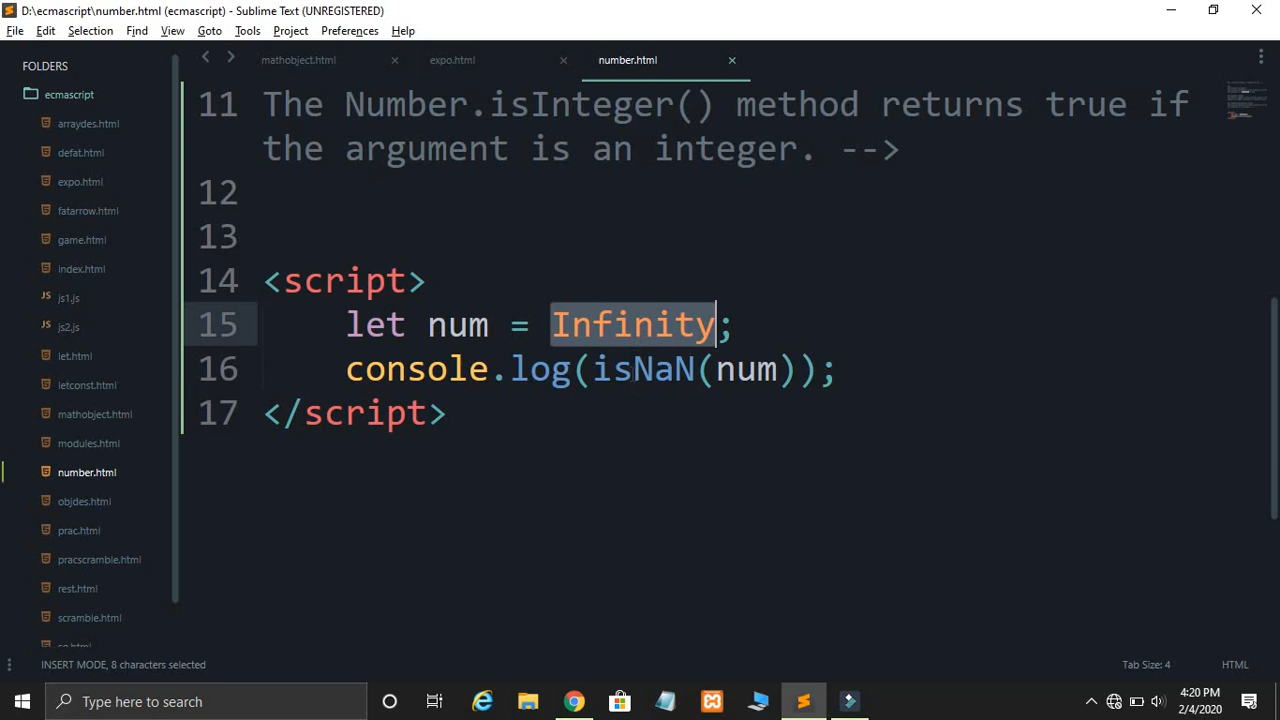 D:\ecmascript\number.html (ecmascript) - Sublime Text (UNREGISTERED)
File Edit Selection Find View Goto Tools Project Preferences Help
FOLDERS
ecmascript
arraydes.html
defat.html
expo.html
fatarrow.html
game.html
index.html
js1.js
js2.js
let.html
letconst.html
mathobject.html
modules.html
number.html
objdes.html
prac.html
pracscramble.html
rest.html
scramble.html
mathobject.html expo.html number.html
11 The Number.isInteger() method returns true if
the argument is an integer. -->
12
13
14 <script>
15 let num = Infinity;
16 console.log(isNaN(num));
17 </script>
INSERT MODE, 8 characters selected
Tab Size: 4 HTML
Type here to search
4:20 PM
2/4/2020